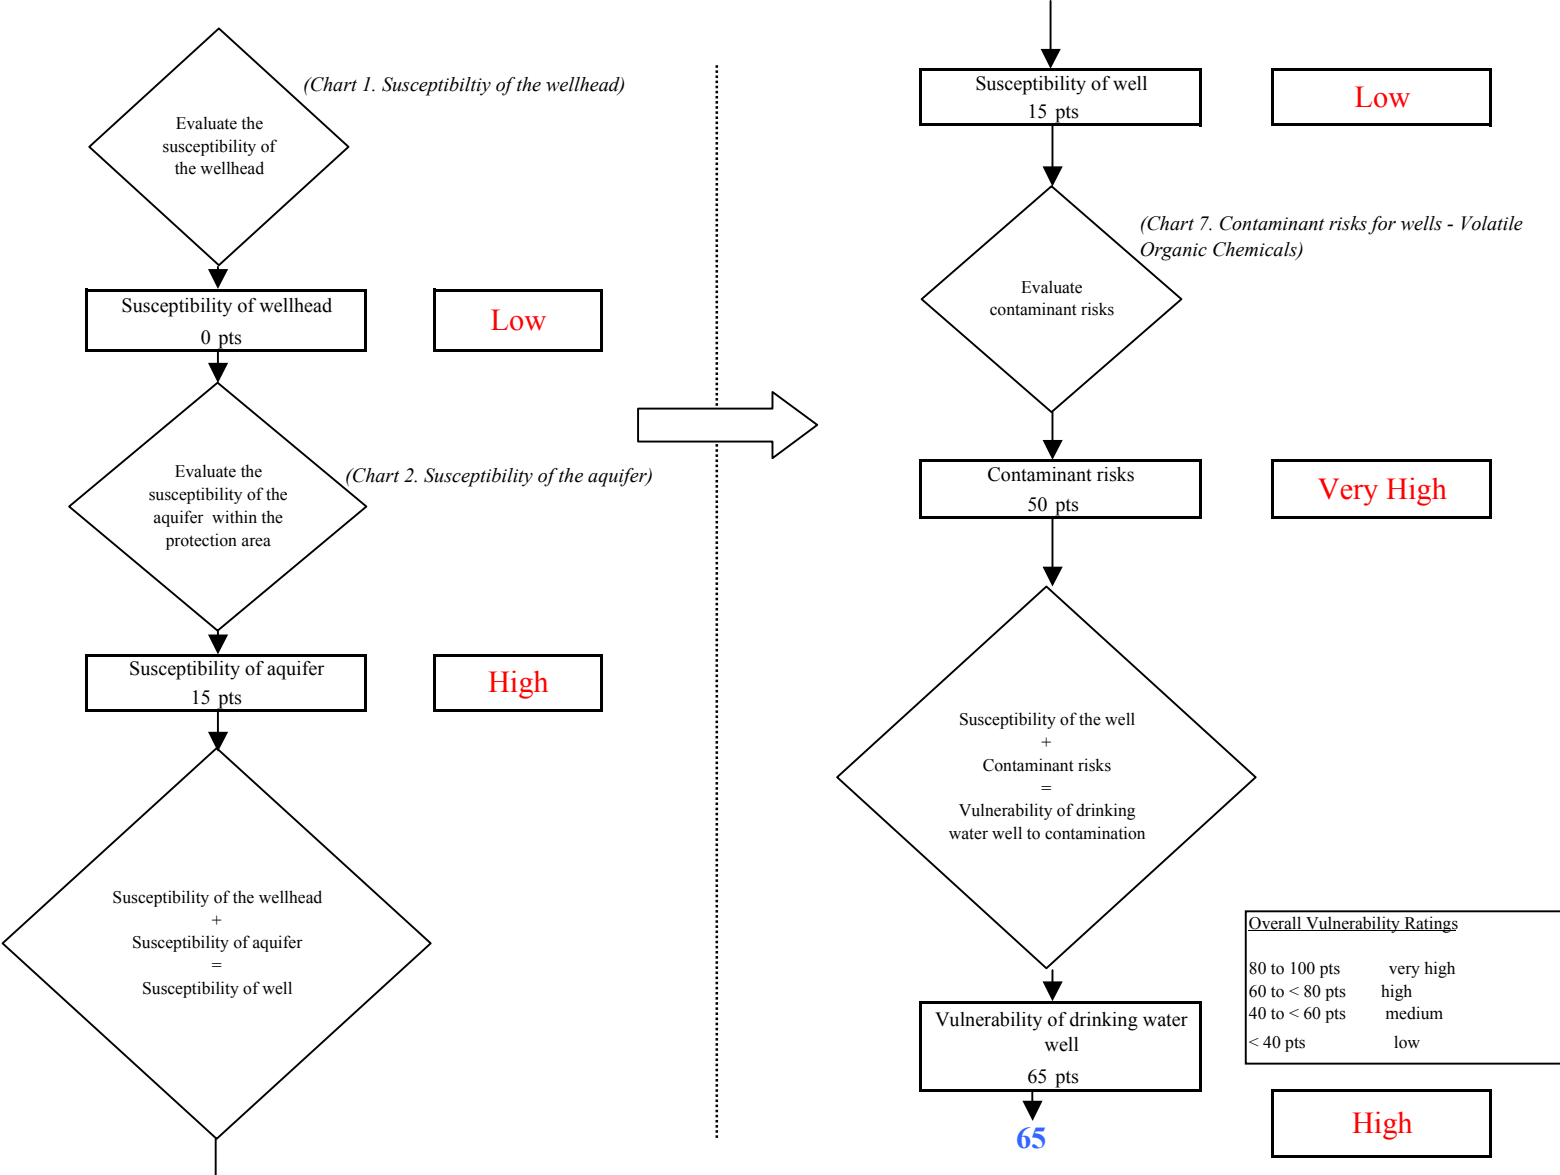 (Chart 1. Susceptibiltiy of the wellhead)
Evaluate the
susceptibility of
the wellhead
Susceptibility of wellhead
0 pts
Low
Evaluate the
susceptibility of the
aquifer within the
protection area
(Chart 2. Susceptibility of the aquifer)
Susceptibility of aquifer
15 pts
High
Susceptibility of the wellhead
+
Susceptibility of aquifer
=
Susceptibility of well
Susceptibility of well
15 pts
Low
(Chart 7. Contaminant risks for wells - Volatile
Organic Chemicals)
Evaluate
contaminant risks
Contaminant risks
50 pts
Very High
Susceptibility of the well
+
Contaminant risks
=
Vulnerability of drinking
water well to contamination
Overall Vulnerability Ratings
80 to 100 pts very high
60 to < 80 pts high
40 to < 60 pts medium
< 40 pts low
Vulnerability of drinking water
well
65 pts
65
High